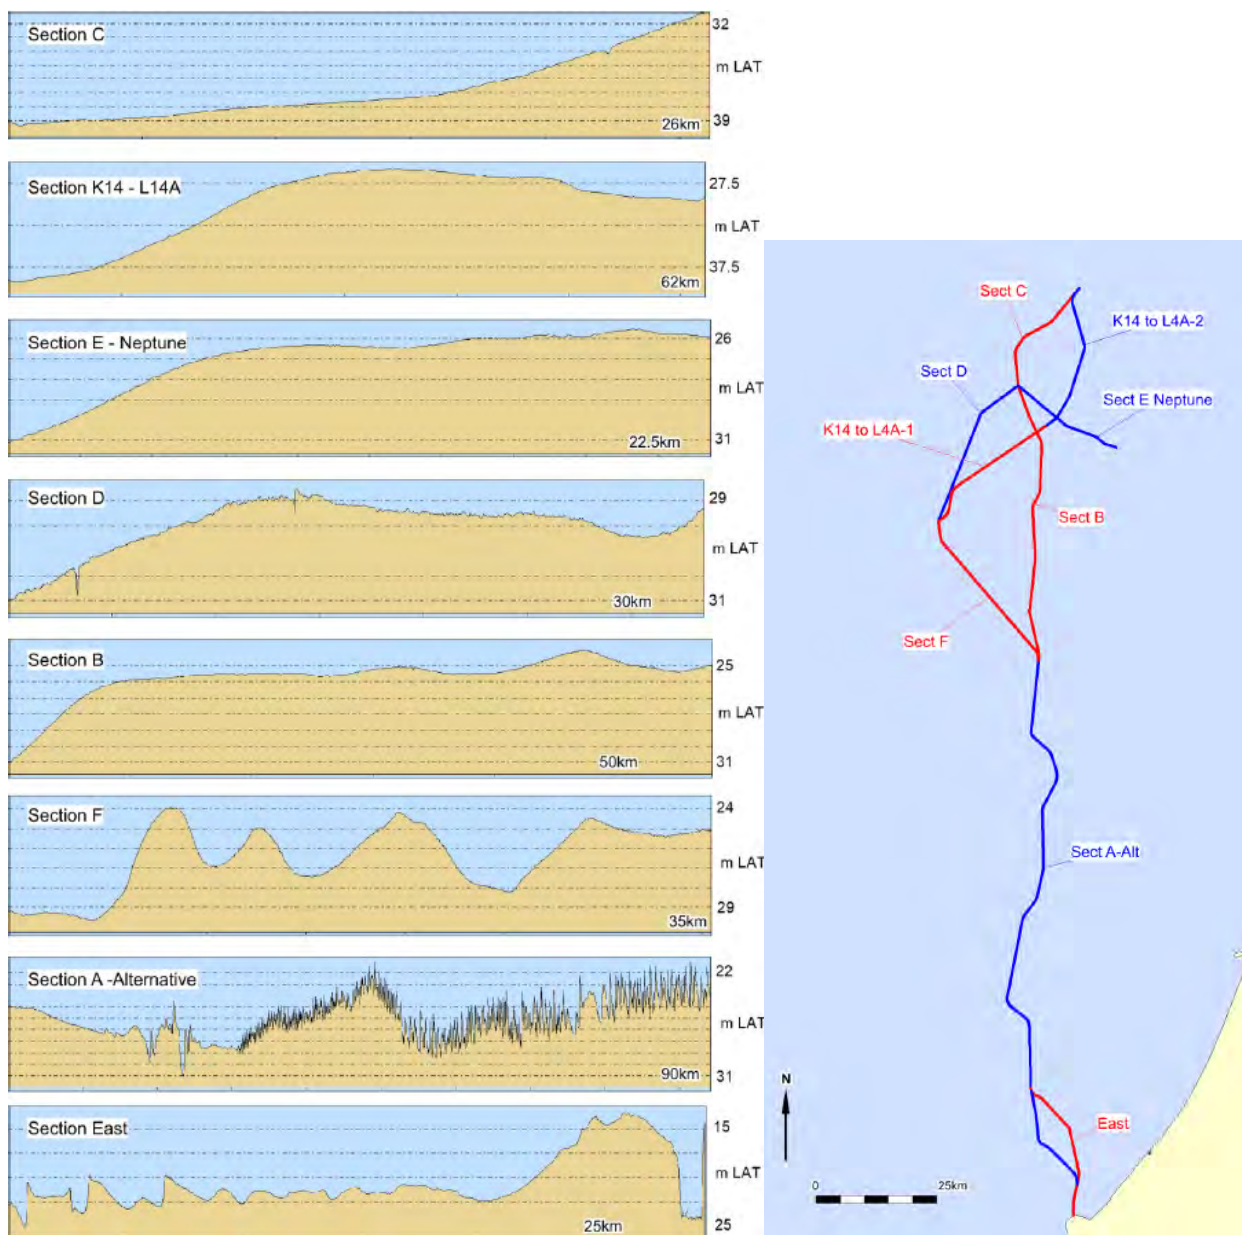 Section C
32
m LAT
39
26km
Section K14 - L14A
27.5
m LAT
37.5
62km
Section E - Neptune
26
m LAT
31
22.5km
Section D
29
m LAT
31
30km
Section B
25
m LAT
31
50km
Section F
24
m LAT
29
35km
Section A -Alternative
22
m LAT
31
90km
Section East
15
m LAT
25
25km
Sect C
K14 to L4A-2
Sect D
Sect E Neptune
K14 to L4A-1
Sect B
Sect F
Sect A-Alt
East
N
0
25km